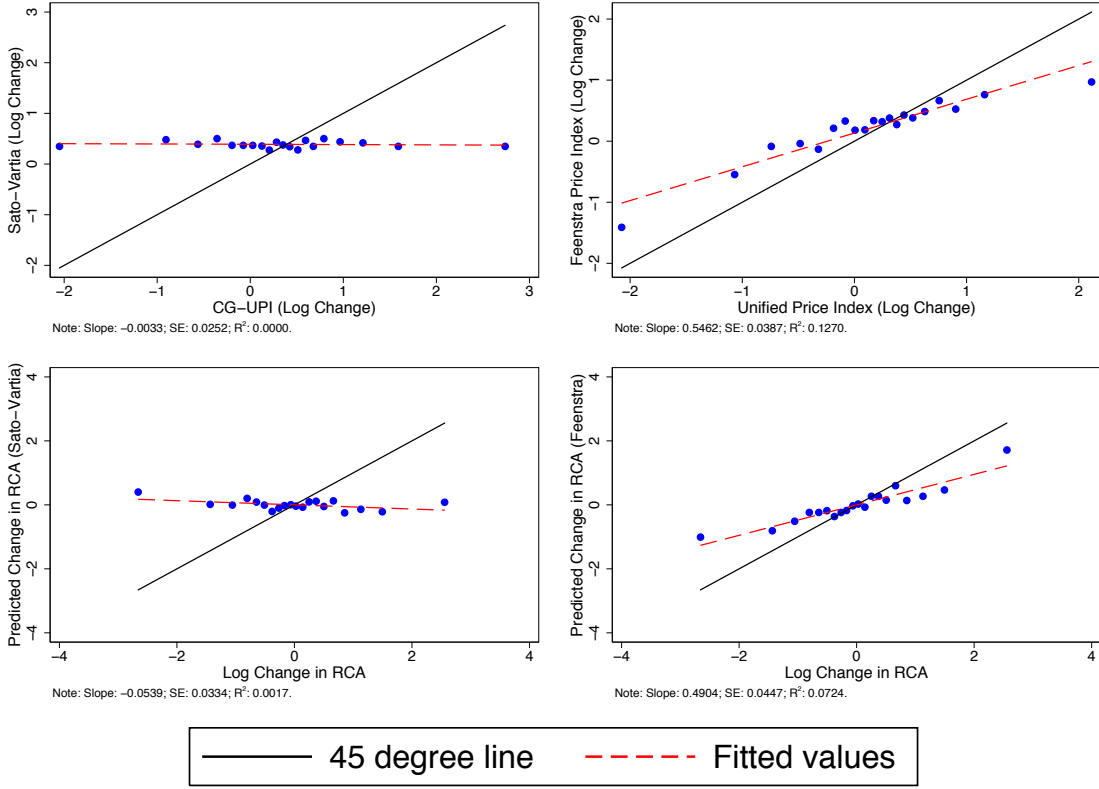 Sato−Vartia (Log Change)
3
2
1
0
−1
−2
−2 −1 0 1 2 3
CG−UPI (Log Change)
Note: Slope: −0.0033; SE: 0.0252; R²: 0.0000.
Feenstra Price Index (Log Change)
2
1
0
−1
−2
−2 −1 0 1 2
Unified Price Index (Log Change)
Note: Slope: 0.5462; SE: 0.0387; R²: 0.1270.
Predicted Change in RCA (Sato−Vartia)
4
2
0
−2
−4
−4 −2 0 2 4
Log Change in RCA
Note: Slope: −0.0539; SE: 0.0334; R²: 0.0017.
Predicted Change in RCA (Feenstra)
4
2
0
−2
−4
−4 −2 0 2 4
Log Change in RCA
Note: Slope: 0.4904; SE: 0.0447; R²: 0.0724.
45 degree line Fitted values